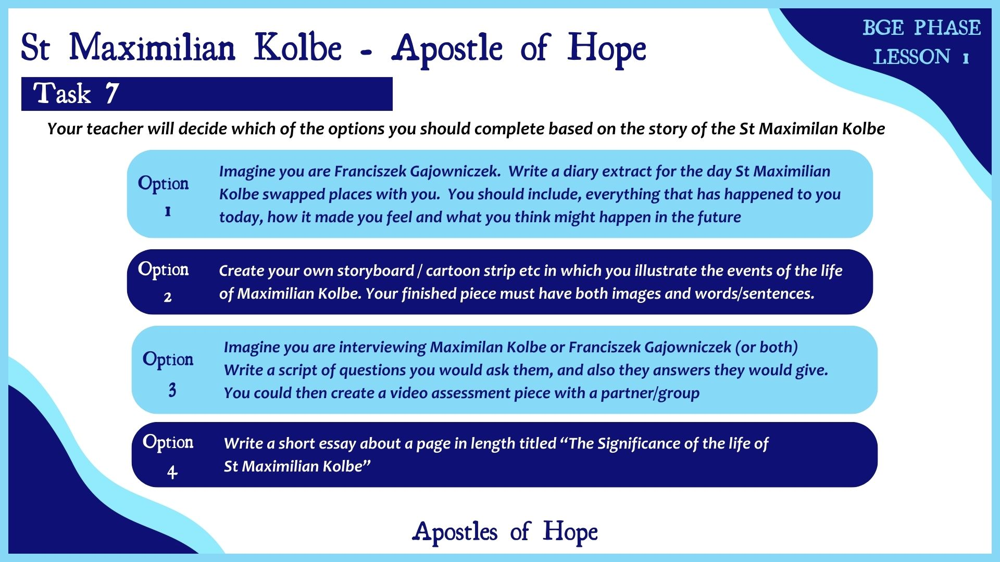 St Maximilian Kolbe - Apostle of Hope
BGE PHASE
LESSON 1
Task 7
Your teacher will decide which of the options you should complete based on the story of the St Maximilan Kolbe
Option
1
Imagine you are Franciszek Gajowniczek.  Write a diary extract for the day St Maximilian
Kolbe swapped places with you.  You should include, everything that has happened to you
today, how it made you feel and what you think might happen in the future
Option
2
Create your own storyboard / cartoon strip etc in which you illustrate the events of the life
of Maximilian Kolbe. Your finished piece must have both images and words/sentences.
Option
3
Imagine you are interviewing Maximilan Kolbe or Franciszek Gajowniczek (or both)
Write a script of questions you would ask them, and also they answers they would give.
You could then create a video assessment piece with a partner/group
Option
4
Write a short essay about a page in length titled “The Significance of the life of
St Maximilian Kolbe”
Apostles of Hope